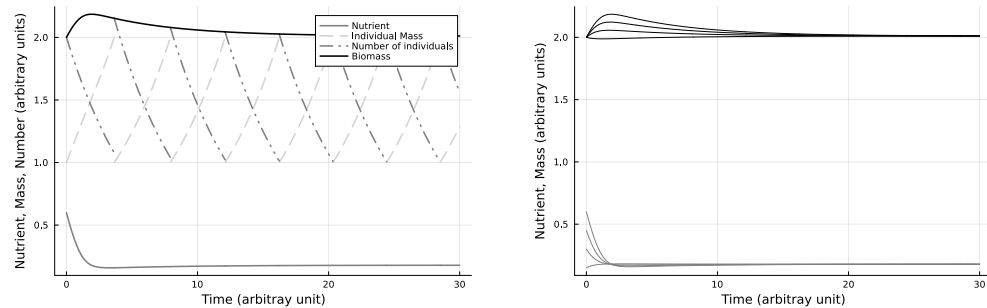 Nutrient, Mass, Number (arbitrary units)
2.0
1.5
1.0
0.5
Nutrient
Individual Mass
Number of individuals
Biomass
0
10
20
30
Time (arbitray unit)
Nutrient, Mass (arbitrary units)
2.0
1.5
1.0
0.5
0
10
20
30
Time (arbitray unit)